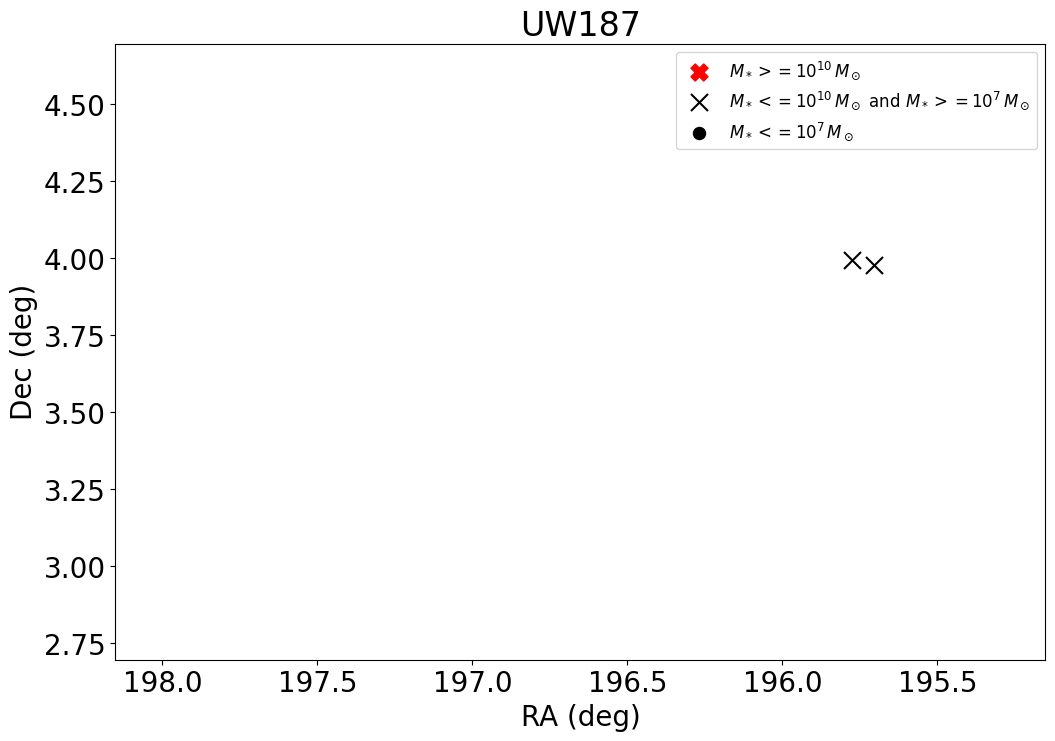 UW187
M* >= 10^10 M⊙
M* <= 10^10 M⊙ and M* >= 10^7 M⊙
M* <= 10^7 M⊙
4.50
4.25
4.00
3.75
3.50
3.25
3.00
2.75
Dec (deg)
198.0 197.5 197.0 196.5 196.0 195.5
RA (deg)